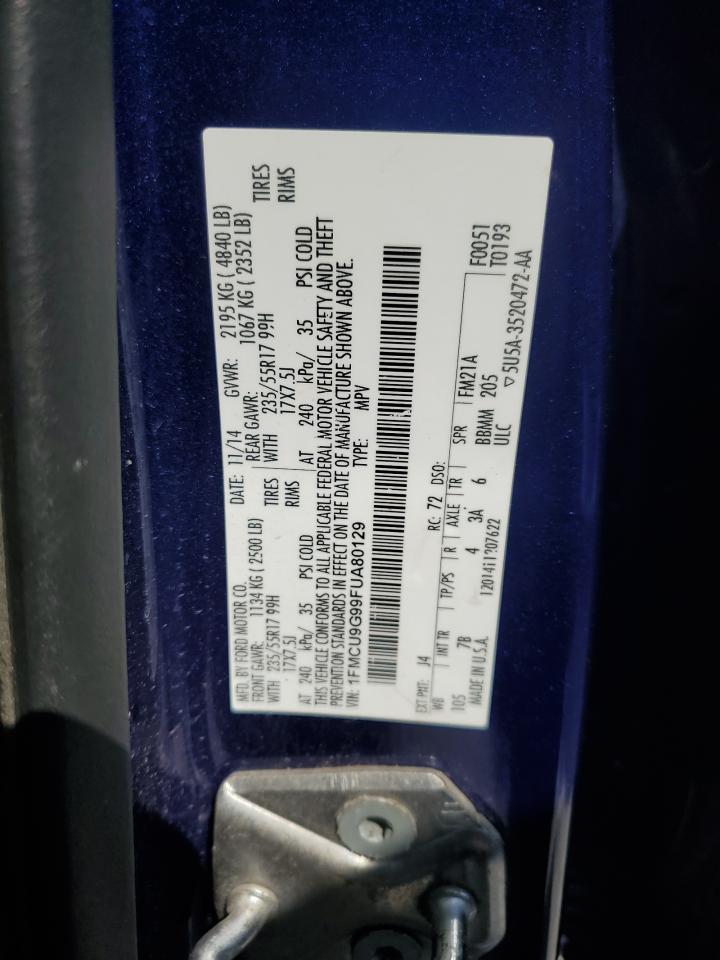 MFD. BY FORD MOTOR CO. DATE: 11/14 GVWR: 2195 KG ( 4840 LB)
FRONT GAWR: 1134 KG ( 2500 LB) REAR GAWR: 1067 KG ( 2352 LB)
WITH 235/55R17 99H TIRES WITH 235/55R17 99H TIRES
17X7.5J RIMS 17X7.5J RIMS
AT 240 kPa/ 35 PSI COLD AT 240 kPa/ 35 PSI COLD
THIS VEHICLE CONFORMS TO ALL APPLICABLE FEDERAL MOTOR VEHICLE SAFETY AND THEFT
PREVENTION STANDARDS IN EFFECT ON THE DATE OF MANUFACTURE SHOWN ABOVE.
VIN: 1FMCU9G99FUA80129 TYPE: MPV
EXT PNT: J4 RC: 72 DSO: F0051
WB INT TR TP/PS R AXLE TR SPR FM21A T0193
105 7B 4 3A 6 BBMM 205 ▽5U5A-3520472-AA
MADE IN U.S.A. ULC